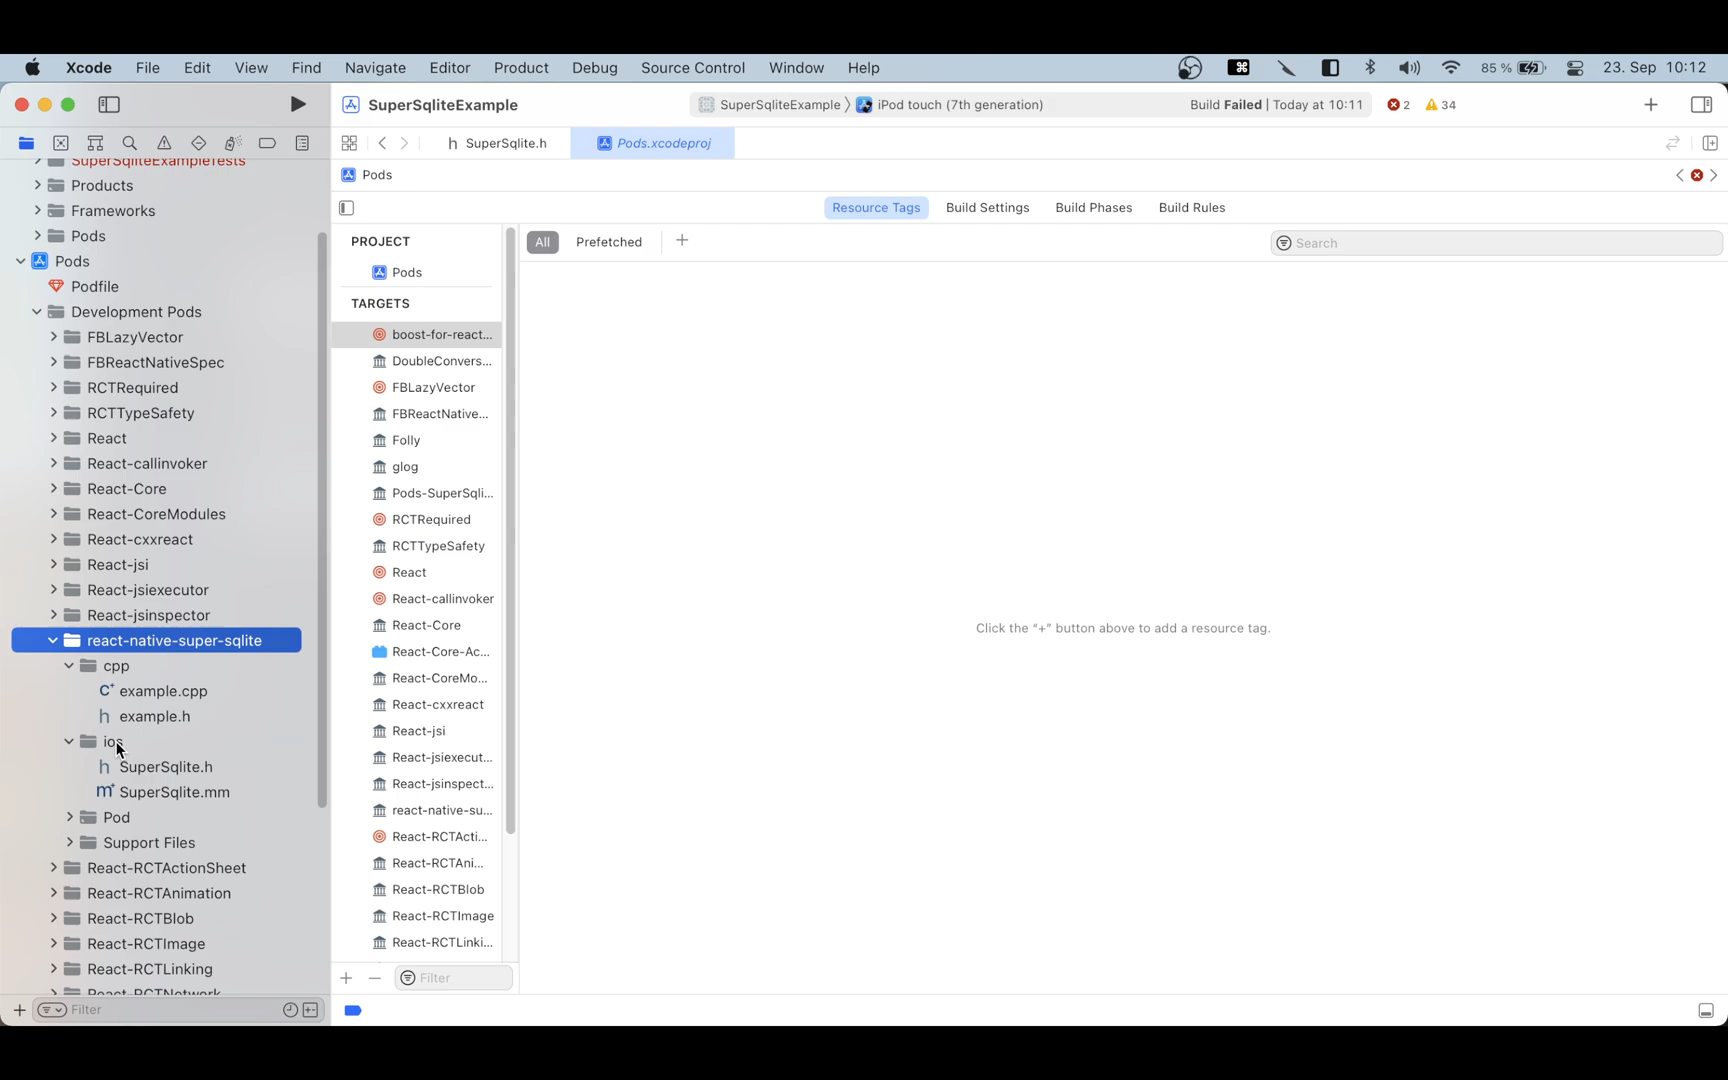 Xcode File Edit View Find Navigate Editor Product Debug Source Control Window Help 85 % 23. Sep 10:12
SuperSqliteExample SuperSqliteExample iPod touch (7th generation) Build Failed | Today at 10:11 2 34
SuperSqlite.h Pods.xcodeproj
SuperSqliteExampleTests
Products
Frameworks
Pods
Pods
Podfile
Development Pods
FBLazyVector
FBReactNativeSpec
RCTRequired
RCTTypeSafety
React
React-callinvoker
React-Core
React-CoreModules
React-cxxreact
React-jsi
React-jsiexecutor
React-jsinspector
react-native-super-sqlite
cpp
example.cpp
example.h
ios
SuperSqlite.h
SuperSqlite.mm
Pod
Support Files
React-RCTActionSheet
React-RCTAnimation
React-RCTBlob
React-RCTImage
React-RCTLinking
React-RCTNetwork
Filter
Pods
Resource Tags Build Settings Build Phases Build Rules
PROJECT
Pods
TARGETS
boost-for-react...
DoubleConvers...
FBLazyVector
FBReactNative...
Folly
glog
Pods-SuperSqli...
RCTRequired
RCTTypeSafety
React
React-callinvoker
React-Core
React-Core-Ac...
React-CoreMo...
React-cxxreact
React-jsi
React-jsiexecut...
React-jsinspect...
react-native-su...
React-RCTActi...
React-RCTAni...
React-RCTBlob
React-RCTImage
React-RCTLinki...
Filter
All Prefetched Search
Click the “+” button above to add a resource tag.